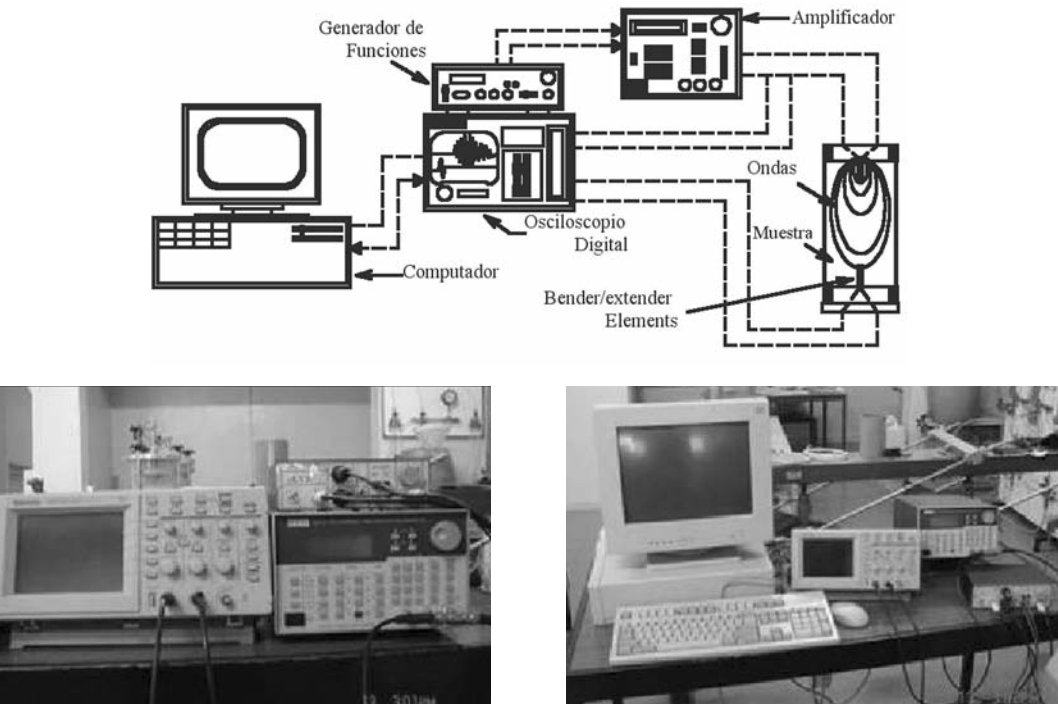 Generador de
Funciones
Amplificador
Ondas
Osciloscopio
Digital
Muestra
Computador
Bender/extender
Elements